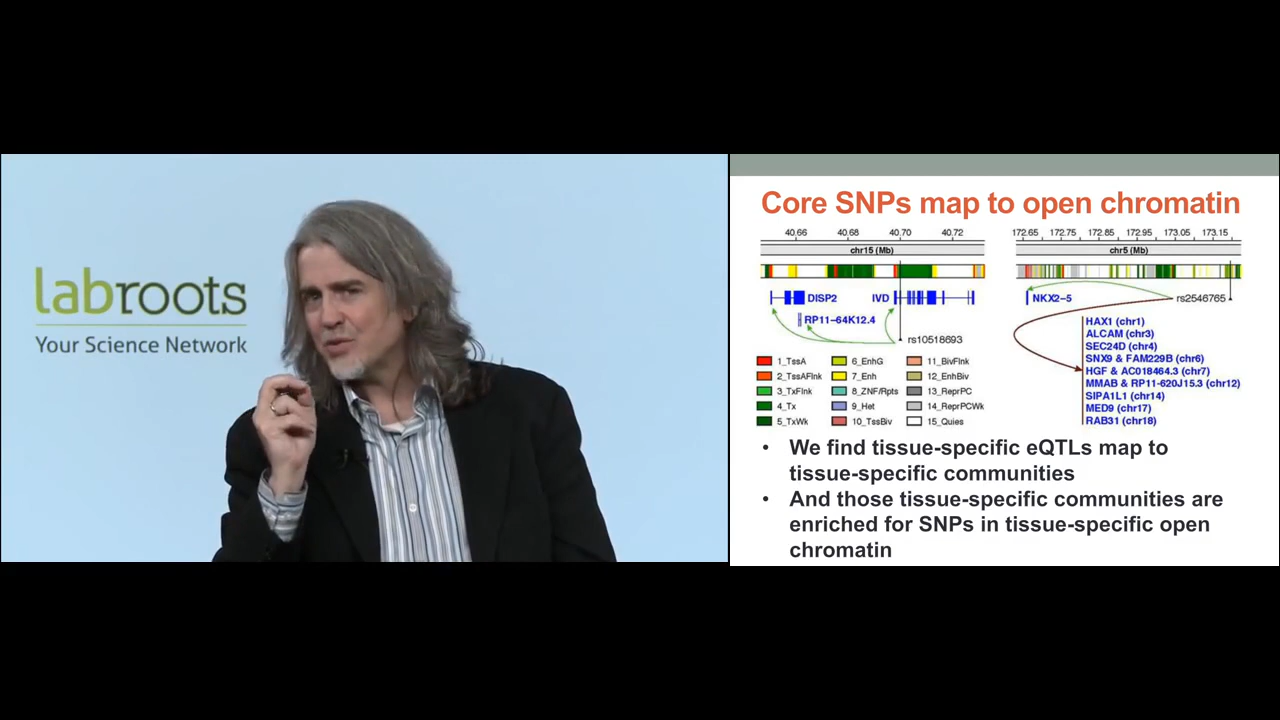 labroots
Your Science Network
Core SNPs map to open chromatin
40.66 40.68 40.70 40.72
chr15 (Mb)
DISP2 IVD
RP11-64K12.4
rs10518693
172.65 172.75 172.85 172.95 173.05 173.15
chr5 (Mb)
NKX2-5
rs2546765
HAX1 (chr1)
ALCAM (chr3)
SEC24D (chr4)
SNX9 & FAM229B (chr6)
HGF & AC018464.3 (chr7)
MMAB & RP11-620J15.3 (chr12)
SIPA1L1 (chr14)
MED9 (chr17)
RAB31 (chr18)
1_TssA 6_EnhG 11_BivFlnk
2_TssAFlnk 7_Enh 12_EnhBiv
3_TxFlnk 8_ZNF/Rpts 13_ReprPC
4_Tx 9_Het 14_ReprPCWk
5_TxWk 10_TssBiv 15_Quies
• We find tissue-specific eQTLs map to
tissue-specific communities
• And those tissue-specific communities are
enriched for SNPs in tissue-specific open
chromatin